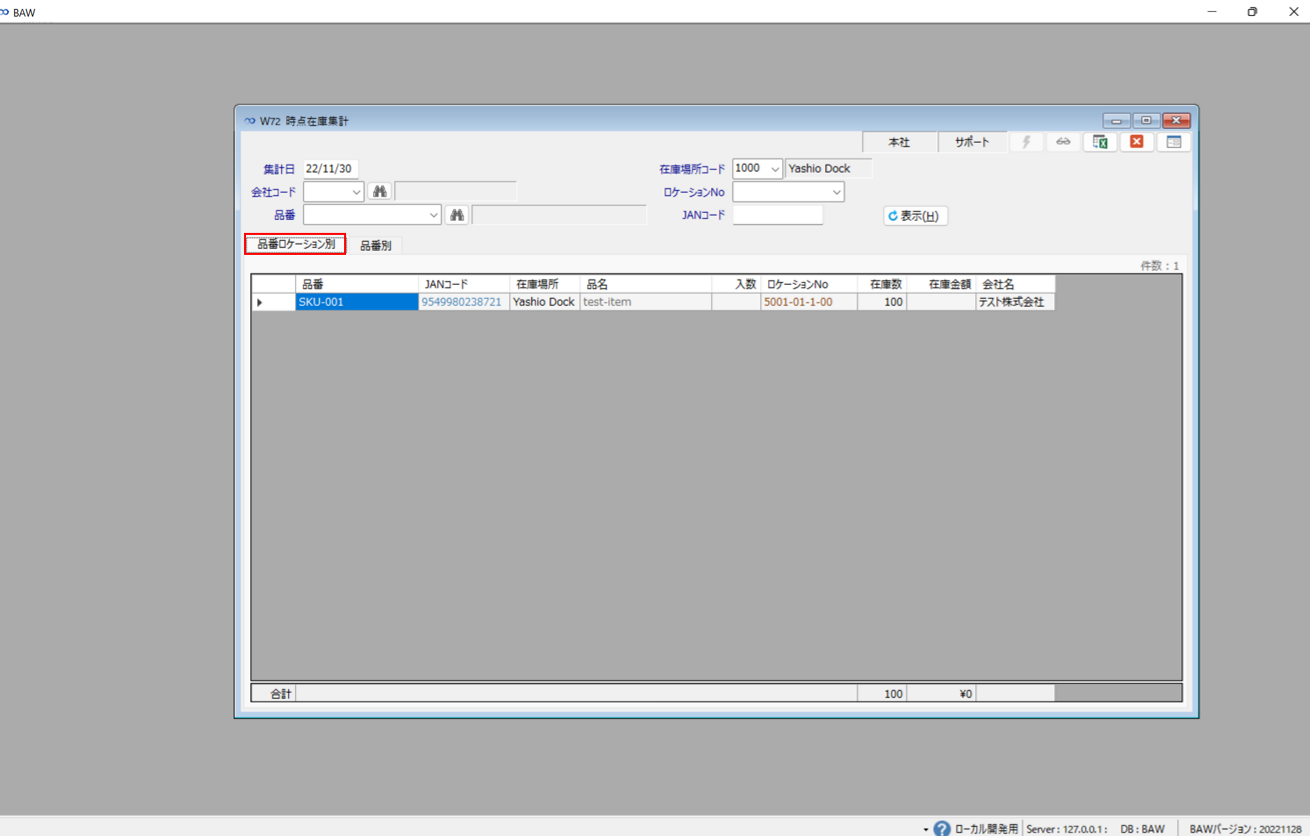 BAW
W72 時点在庫集計
本社 サポート
集計日 22/11/30 在庫場所コード 1000 Yashio Dock
会社コード ロケーションNo
品番 JANコード 表示(H)
品番ロケーション別 品番別
件数：1
品番 JANコード 在庫場所 品名 入数 ロケーションNo 在庫数 在庫金額 会社名
SKU-001 9549980238721 Yashio Dock test-item 5001-01-1-00 100 テスト株式会社
合計 100 ¥0
ローカル開発用 Server : 127.0.0.1 : DB : BAW BAWバージョン : 20221128